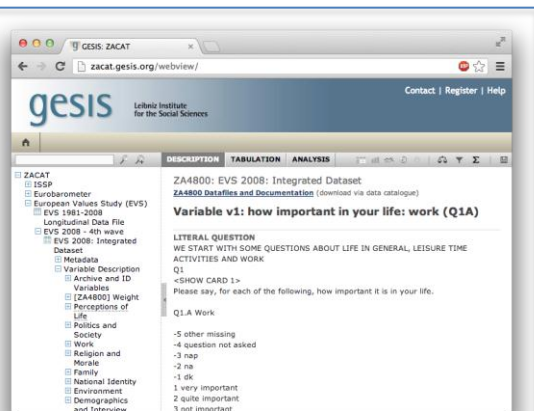 GESIS: ZACAT
zacat.gesis.org/webview/
Contact | Register | Help
gesis
Leibniz Institute
for the Social Sciences
DESCRIPTION TABULATION ANALYSIS
ZACAT
ISSP
Eurobarometer
European Values Study (EVS)
EVS 1981-2008
Longitudinal Data File
EVS 2008 - 4th wave
EVS 2008: Integrated
Dataset
Metadata
Variable Description
Archive and ID
Variables
[ZA4800] Weight
Perceptions of
Life
Politics and
Society
Work
Religion and
Morale
Family
National Identity
Environment
Demographics
and Interview
ZA4800: EVS 2008: Integrated Dataset
ZA4800 Datafiles and Documentation (download via data catalogue)
Variable v1: how important in your life: work (Q1A)
LITERAL QUESTION
WE START WITH SOME QUESTIONS ABOUT LIFE IN GENERAL, LEISURE TIME
ACTIVITIES AND WORK
Q1
<SHOW CARD 1>
Please say, for each of the following, how important it is in your life.
Q1.A Work
-5 other missing
-4 question not asked
-3 nap
-2 na
-1 dk
1 very important
2 quite important
3 not important